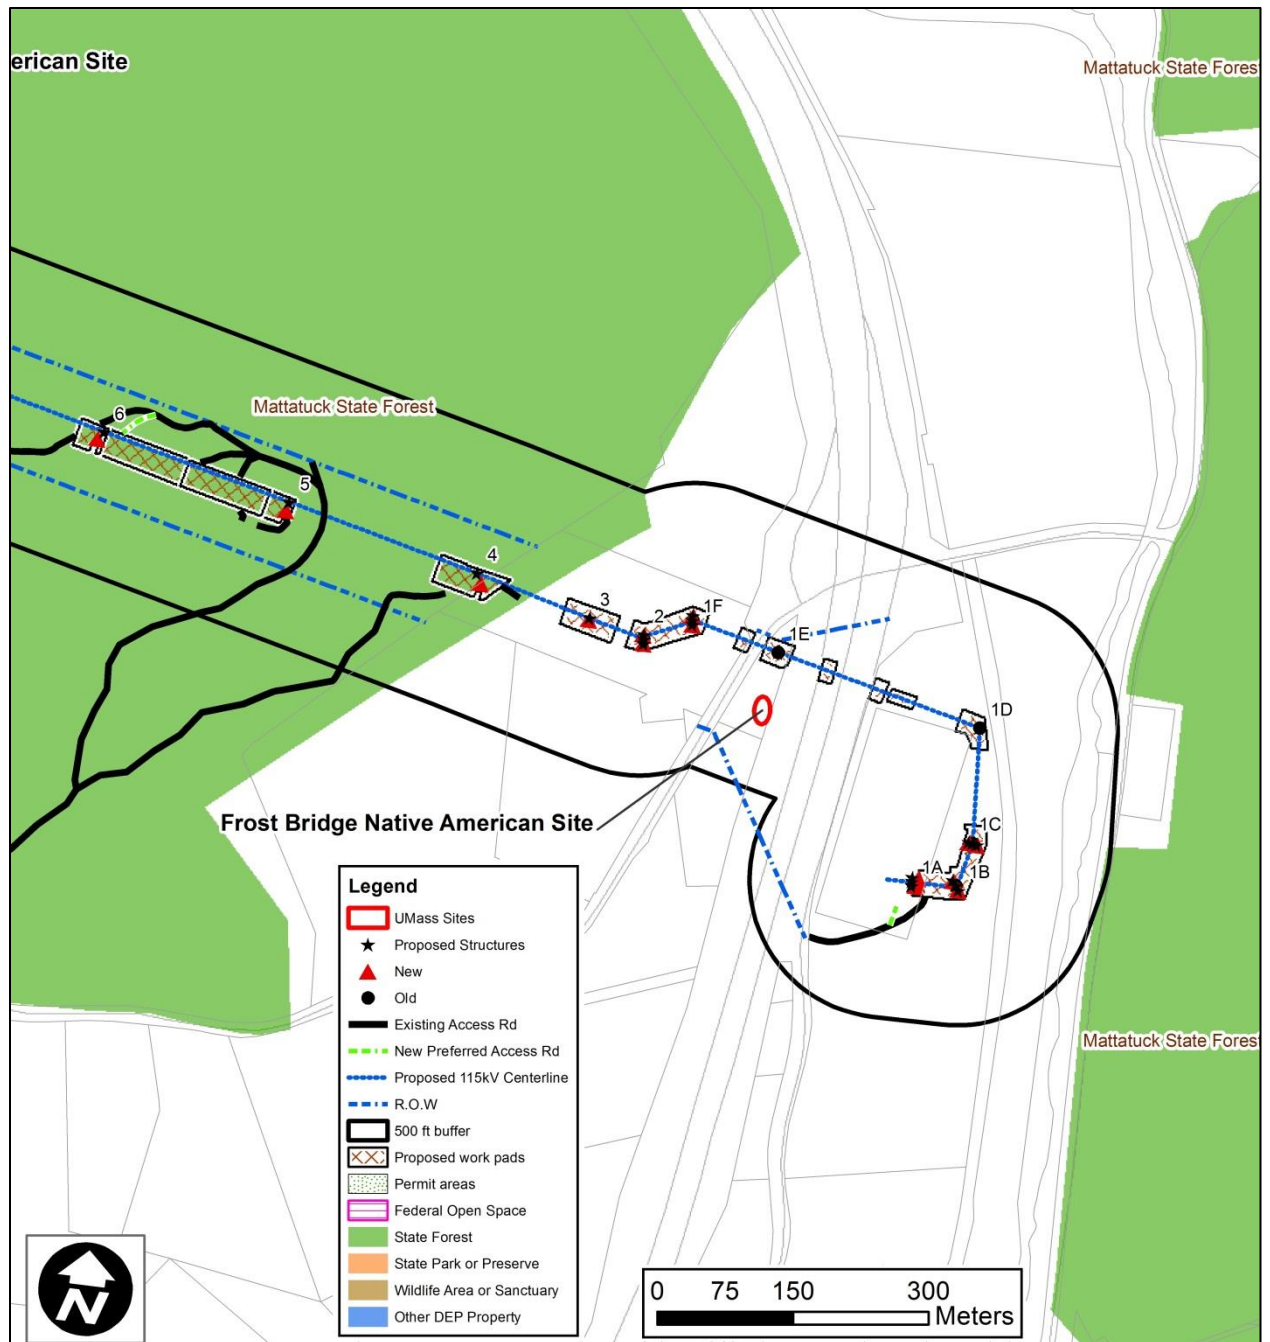 erican Site
Mattatuck State Fores
6
Mattatuck State Forest
5
4
3
2
1F
1E
1D
1C
1A
1B
Frost Bridge Native American Site
Legend
UMass Sites
Proposed Structures
New
Old
Existing Access Rd
New Preferred Access Rd
Proposed 115kV Centerline
R.O.W
500 ft buffer
Proposed work pads
Permit areas
Federal Open Space
State Forest
State Park or Preserve
Wildlife Area or Sanctuary
Other DEP Property
Mattatuck State Fores
N
0 75 150 300
Meters